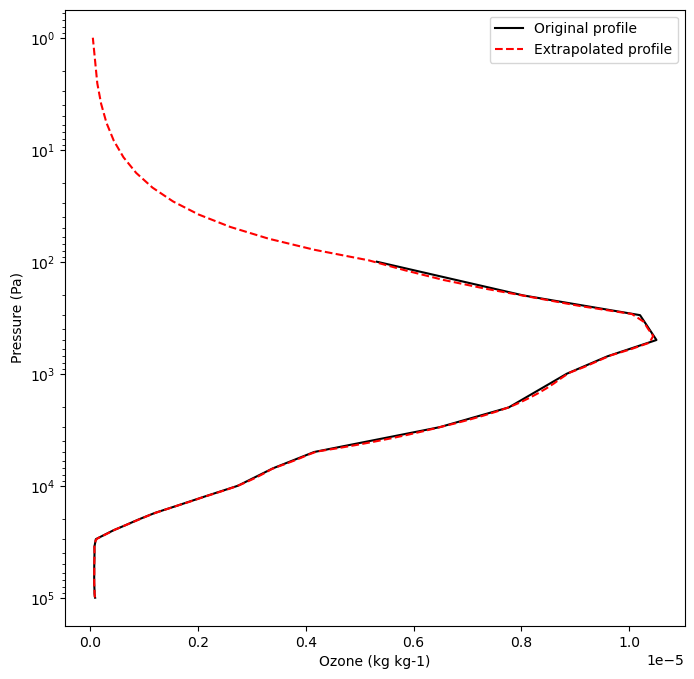 Original profile
Extrapolated profile
10⁰
10¹
10²
10³
10⁴
10⁵
Pressure (Pa)
0.0 0.2 0.4 0.6 0.8 1.0
1e−5
Ozone (kg kg-1)